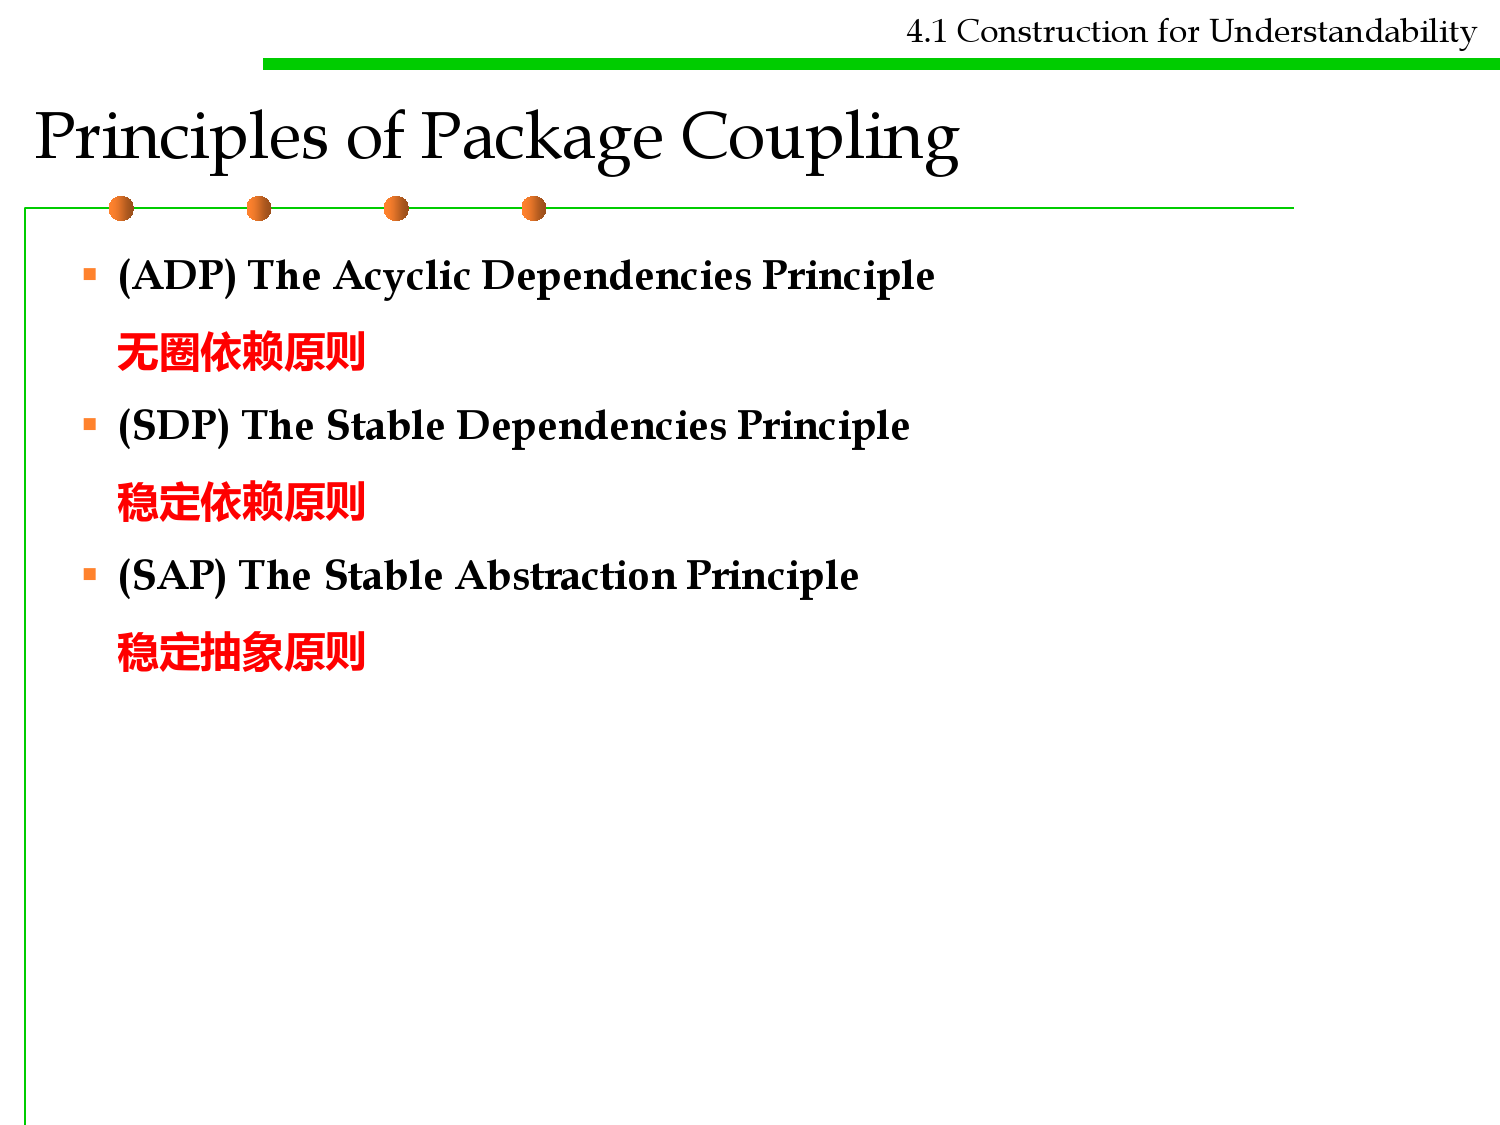 4.1 Construction for Understandability
Principles of Package Coupling
(ADP) The Acyclic Dependencies Principle
无圈依赖原则
(SDP) The Stable Dependencies Principle
稳定依赖原则
(SAP) The Stable Abstraction Principle
稳定抽象原则